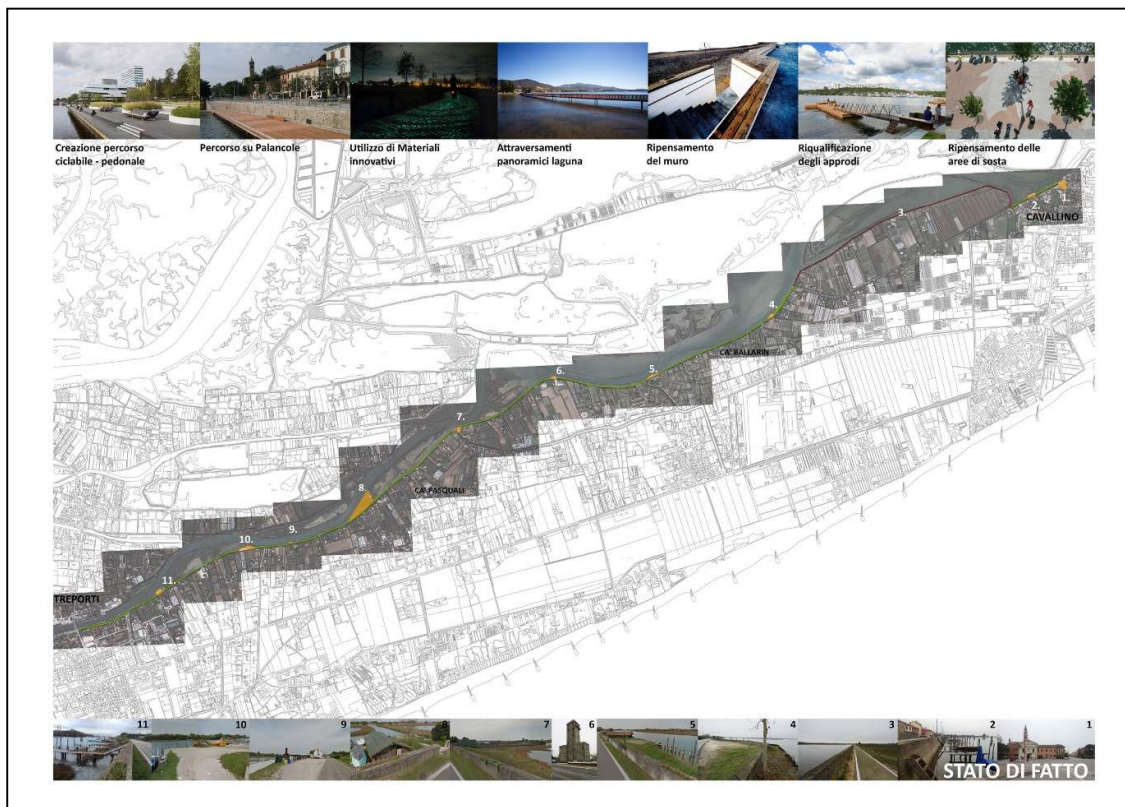 Creazione percorso
ciclabile - pedonale
Percorso su Palancole
Utilizzo di Materiali
innovativi
Attraversamenti
panoramici laguna
Ripensamento
del muro
Riqualificazione
degli approdi
Ripensamento delle
aree di sosta
1.
2.
CAVALLINO
3.
4.
CA' BALLARIN
5.
6.
7.
CA' PASQUALI
8.
9.
10.
11.
TREPORTI
11
10
9
8
7
6
5
4
3
2
1
STATO DI FATTO